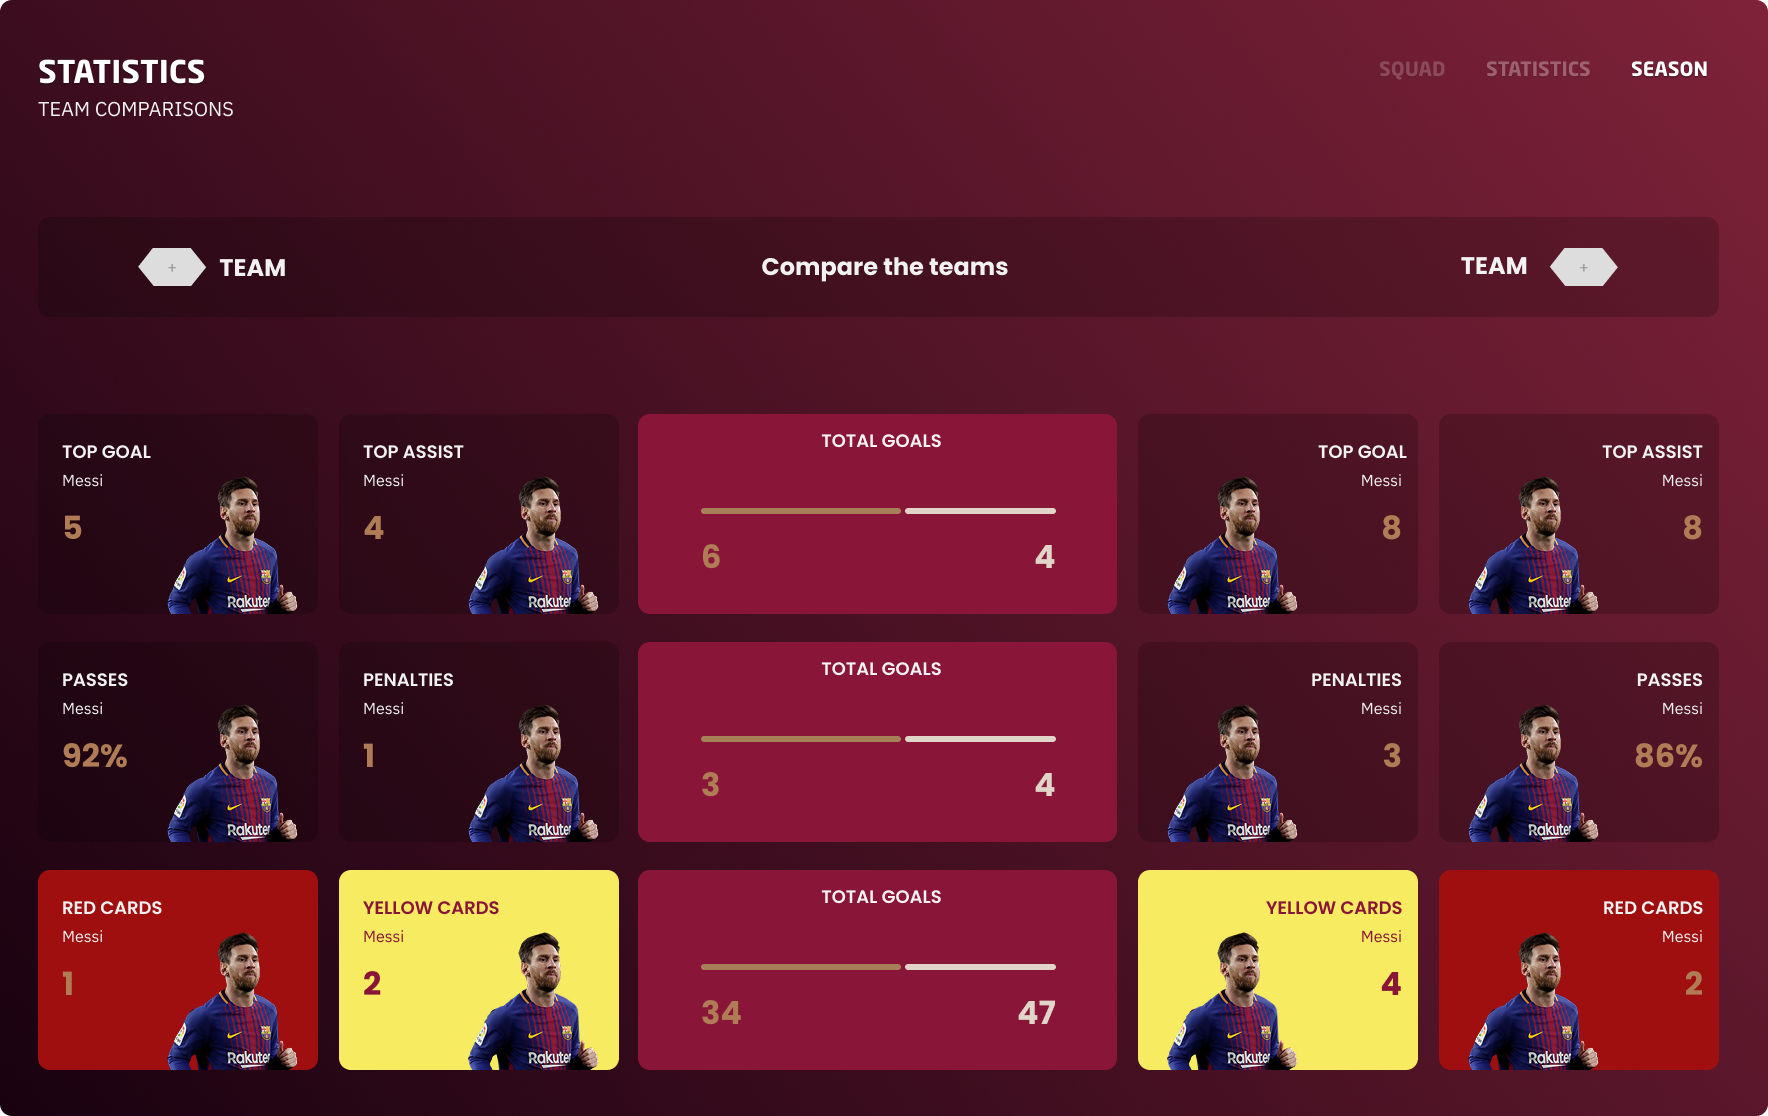 STATISTICS
TEAM COMPARISONS
SQUAD STATISTICS SEASON
+ TEAM
Compare the teams
TEAM +
TOP GOAL
Messi
5
Rakuten
TOP ASSIST
Messi
4
Rakuten
TOTAL GOALS
6 4
TOP GOAL
Messi
8
Rakuten
TOP ASSIST
Messi
8
Rakuten
PASSES
Messi
92%
Rakuten
PENALTIES
Messi
1
Rakuten
TOTAL GOALS
3 4
PENALTIES
Messi
3
Rakuten
PASSES
Messi
86%
Rakuten
RED CARDS
Messi
1
Rakuten
YELLOW CARDS
Messi
2
Rakuten
TOTAL GOALS
34 47
YELLOW CARDS
Messi
4
Rakuten
RED CARDS
Messi
2
Rakuten